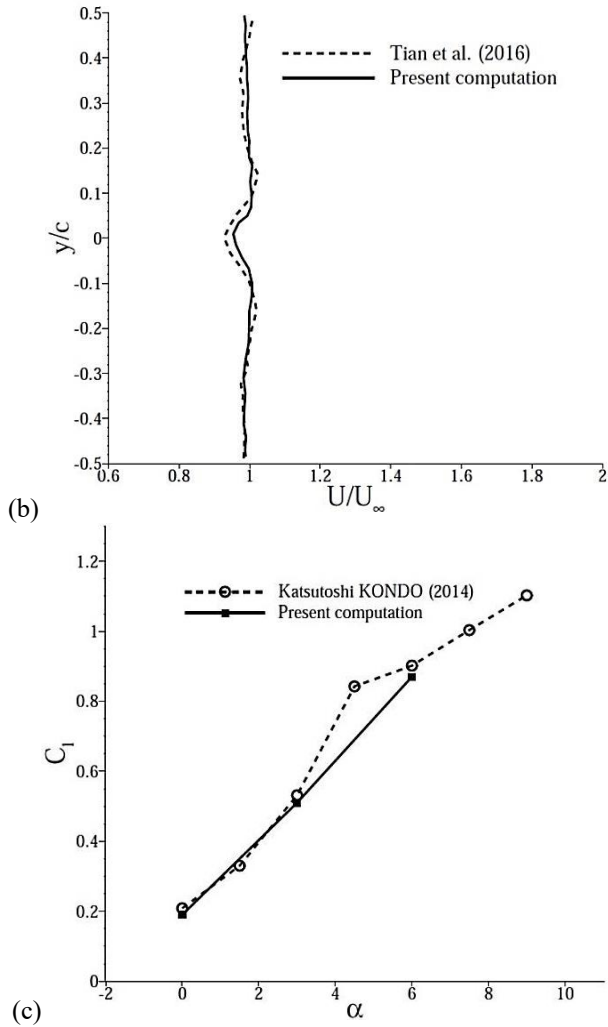 0.5
0.4
0.3
0.2
0.1
0
-0.1
-0.2
-0.3
-0.4
-0.5
y/c
Tian et al. (2016)
Present computation
0.6 0.8 1 1.2 1.4 1.6 1.8 2
U/U∞
(b)
1.2
1
0.8
0.6
0.4
0.2
0
C₁
Katsutoshi KONDO (2014)
Present computation
-2 0 2 4 6 8 10
α
(c)